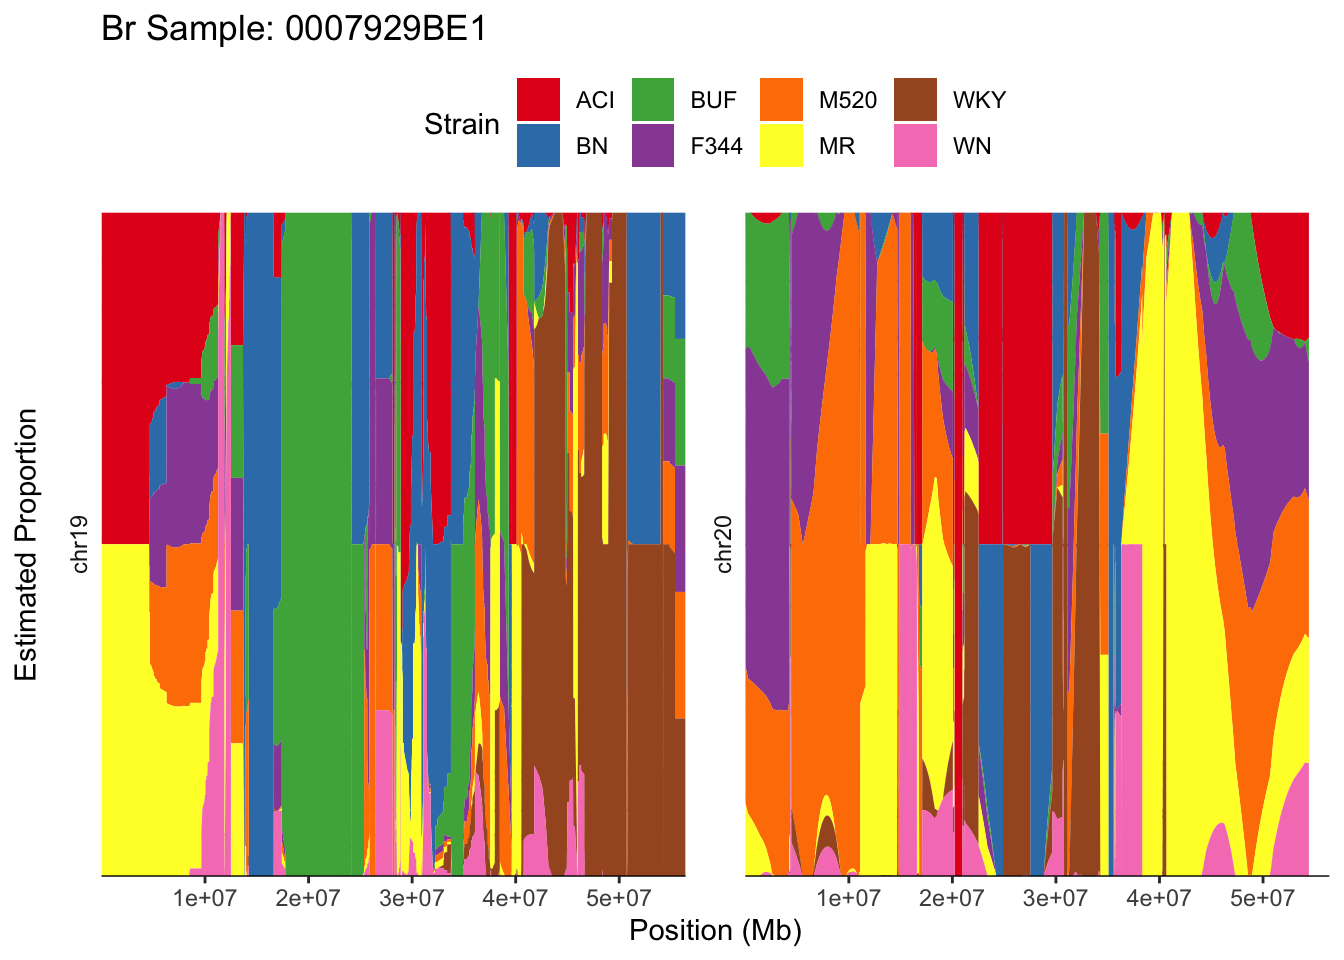 Br Sample: 0007929BE1
Strain
ACI BUF M520 WKY
BN F344 MR WN
Estimated Proportion
chr19
chr20
1e+07 2e+07 3e+07 4e+07 5e+07
1e+07 2e+07 3e+07 4e+07 5e+07
Position (Mb)